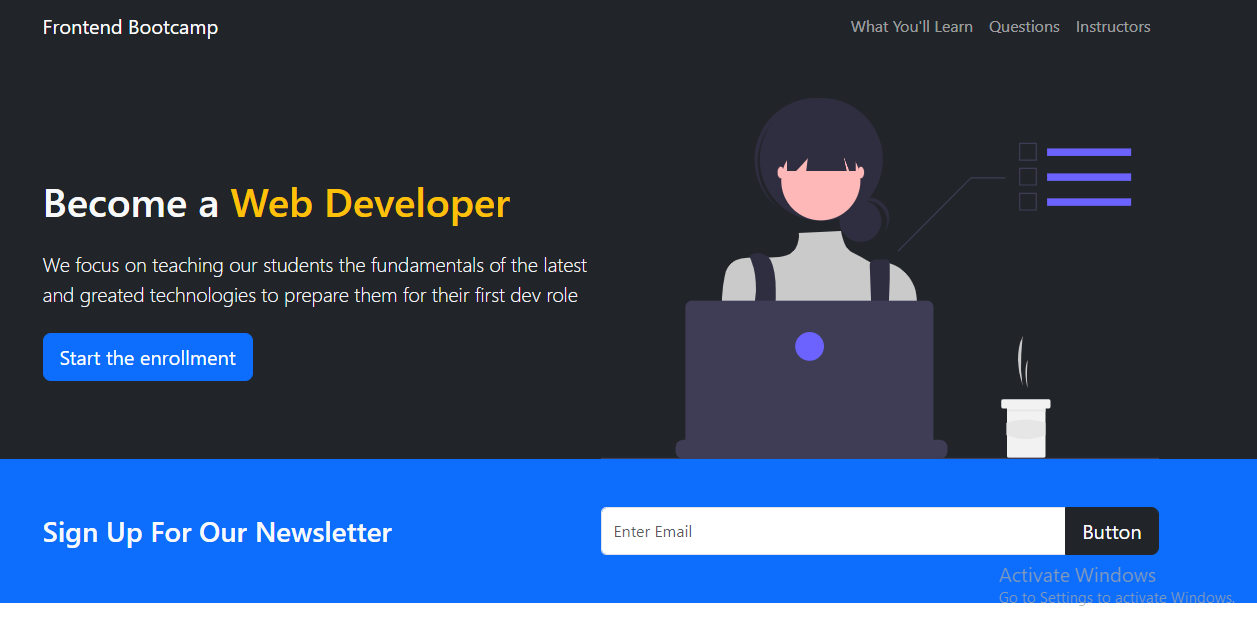 Frontend Bootcamp
What You'll Learn Questions Instructors
Become a Web Developer
We focus on teaching our students the fundamentals of the latest
and greated technologies to prepare them for their first dev role
Start the enrollment
Sign Up For Our Newsletter
Enter Email
Button
Activate Windows
Go to Settings to activate Windows.